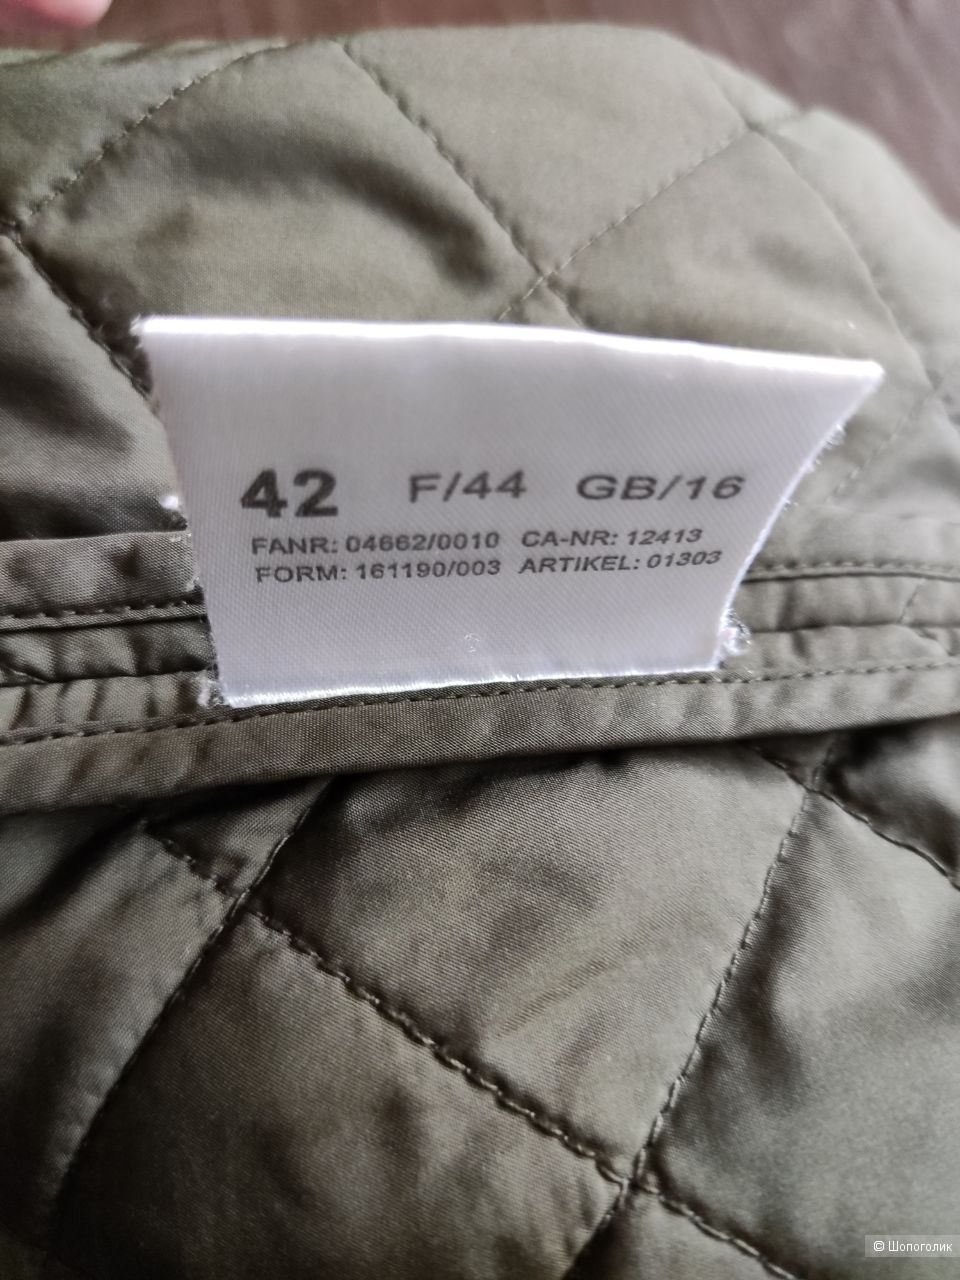 42 F/44 GB/16
FANR: 04662/0010 CA-NR: 12413
FORM: 161190/003 ARTIKEL: 01303
© Шопоголик